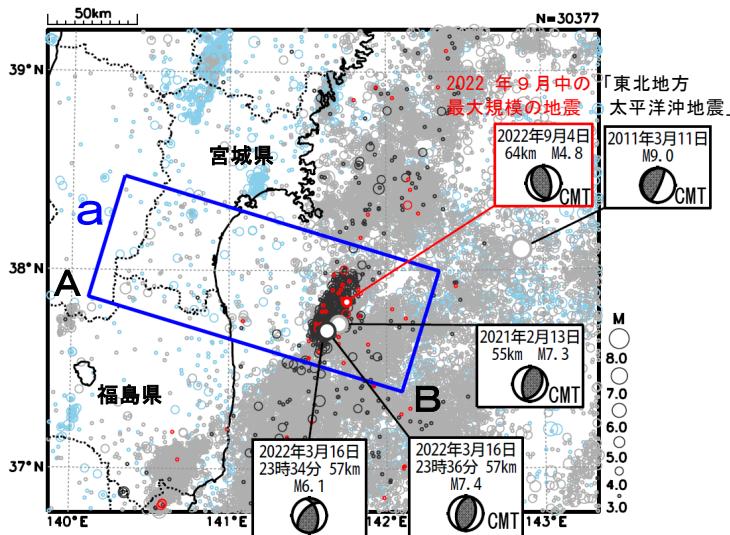 50km
N=30377
39°N
38°N
37°N
140°E
141°E
142°E
143°E
2022 年９月中の
最大規模の地震
「東北地方
太平洋沖地震」
宮城県
福島県
a
A
B
2022年9月4日
64km M4.8
CMT
2011年3月11日
M9.0
CMT
2021年2月13日
55km M7.3
CMT
2022年3月16日
23時34分 57km
M6.1
2022年3月16日
23時36分 57km
M7.4
CMT
M
8.0
7.0
6.0
5.0
4.0
3.0